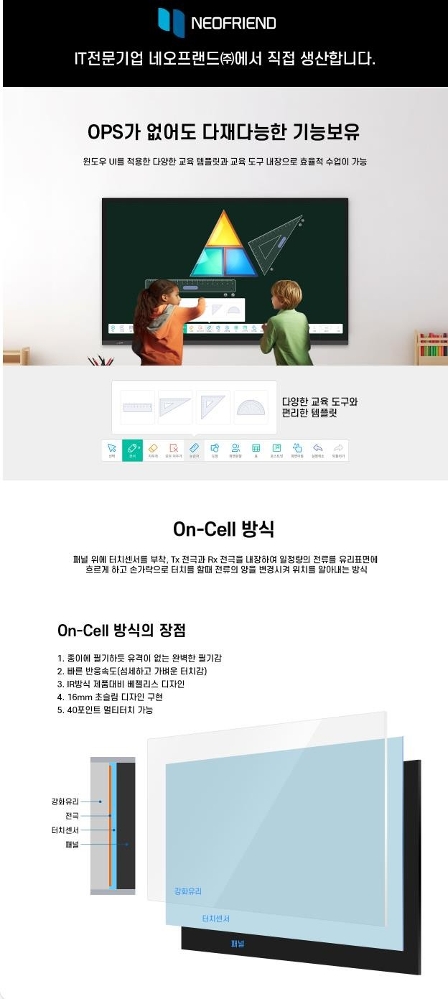 NEOFRIEND
IT전문기업 네오프랜드㈜에서 직접 생산합니다.
OPS가 없어도 다재다능한 기능보유
윈도우 UI를 적용한 다양한 교육 템플릿과 교육 도구 내장으로 효율적 수업이 가능
다양한 교육 도구와
편리한 템플릿
선택
판서
지우개
모두 지우기
눈금자
도형
화면분할
표
포스트잇
화면이동
실행취소
되돌리기
On-Cell 방식
패널 위에 터치센서를 부착, Tx 전극과 Rx 전극을 내장하여 일정량의 전류를 유리표면에
흐르게 하고 손가락으로 터치를 할때 전류의 양을 변경시켜 위치를 알아내는 방식
On-Cell 방식의 장점
1. 종이에 필기하듯 유격이 없는 완벽한 필기감
2. 빠른 반응속도(섬세하고 가벼운 터치감)
3. IR방식 제품대비 베젤리스 디자인
4. 16mm 초슬림 디자인 구현
5. 40포인트 멀티터치 가능
강화유리
전극
터치센서
패널
강화유리
터치센서
패널